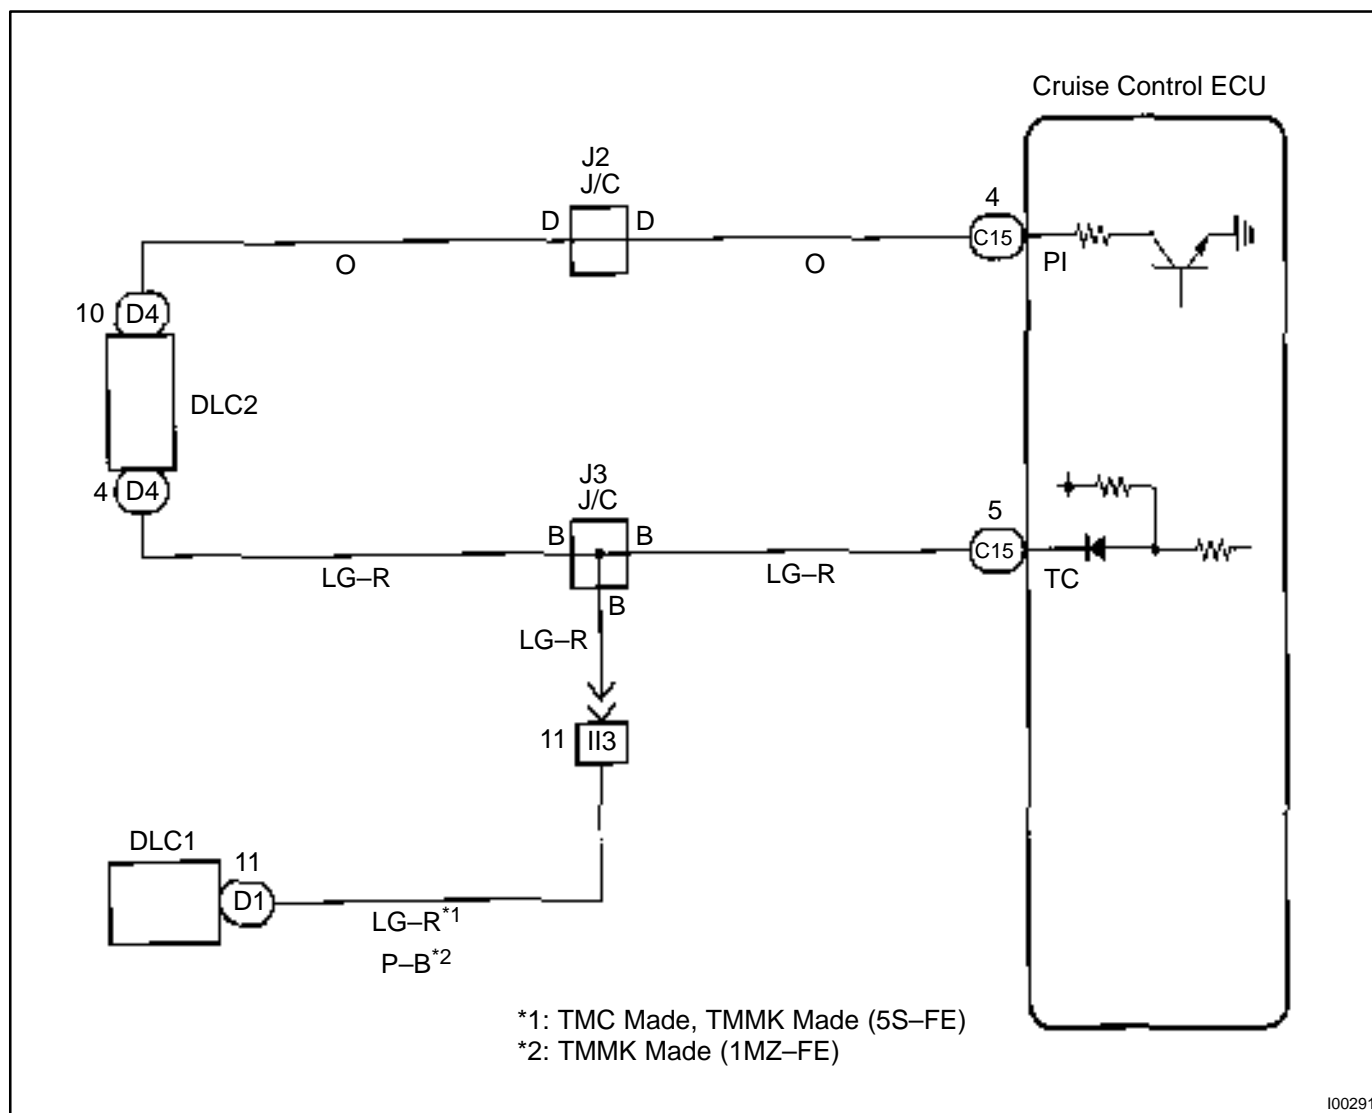 Cruise Control ECU
J2
J/C
D D
4
C15
O
O
PI
10 D4
DLC2
4 D4
J3
J/C
B B
5
C15
LG–R
LG–R
TC
B
LG–R
11 II3
DLC1
11
D1
LG–R*1
P–B*2
*1: TMC Made, TMMK Made (5S–FE)
*2: TMMK Made (1MZ–FE)
I00291